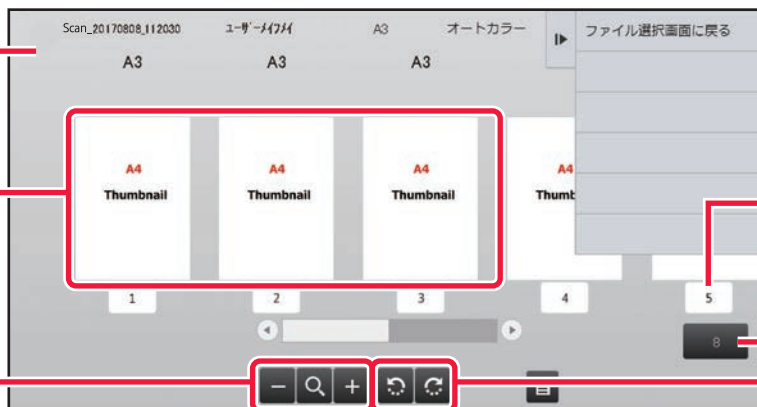 Scan_20170808_112030 ユーザーメイフメイ A3 オートカラー ファイル選択画面に戻る
A3 A3 A3
A4 A4 A4 A4
Thumbnail Thumbnail Thumbnail Thumb
1 2 3 4 5
8